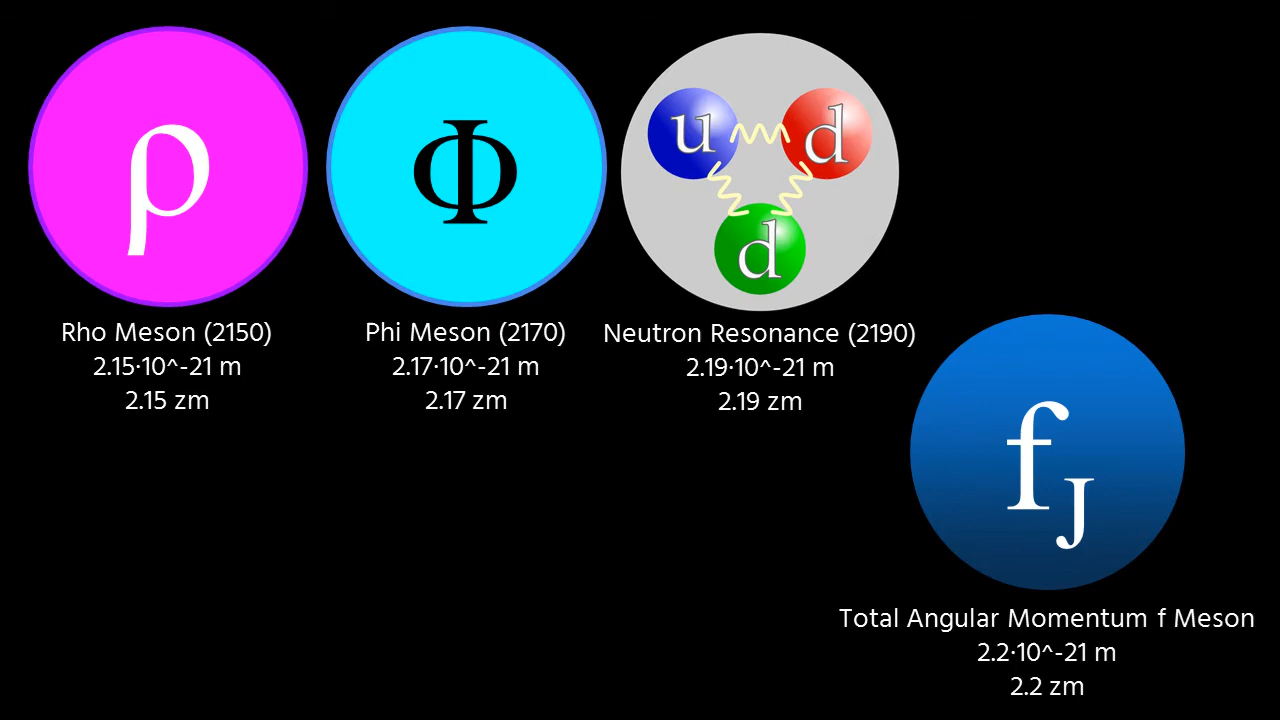 ρ
Rho Meson (2150)
2.15·10^-21 m
2.15 zm
Φ
Phi Meson (2170)
2.17·10^-21 m
2.17 zm
u d
d
Neutron Resonance (2190)
2.19·10^-21 m
2.19 zm
fJ
Total Angular Momentum f Meson
2.2·10^-21 m
2.2 zm